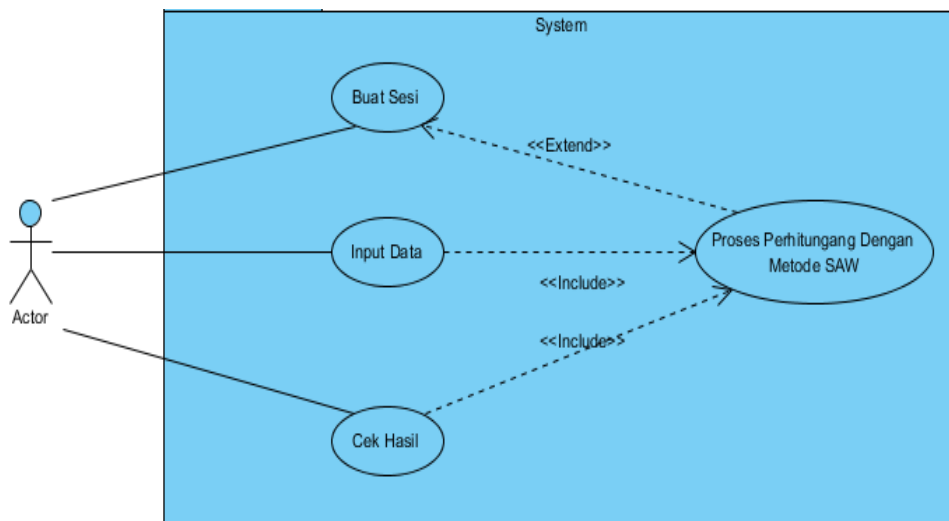 System
Buat Sesi
<<Extend>>
Proses Perhitungang Dengan
Metode SAW
Input Data
<<Include>>
Actor
<<Include>>
Cek Hasil